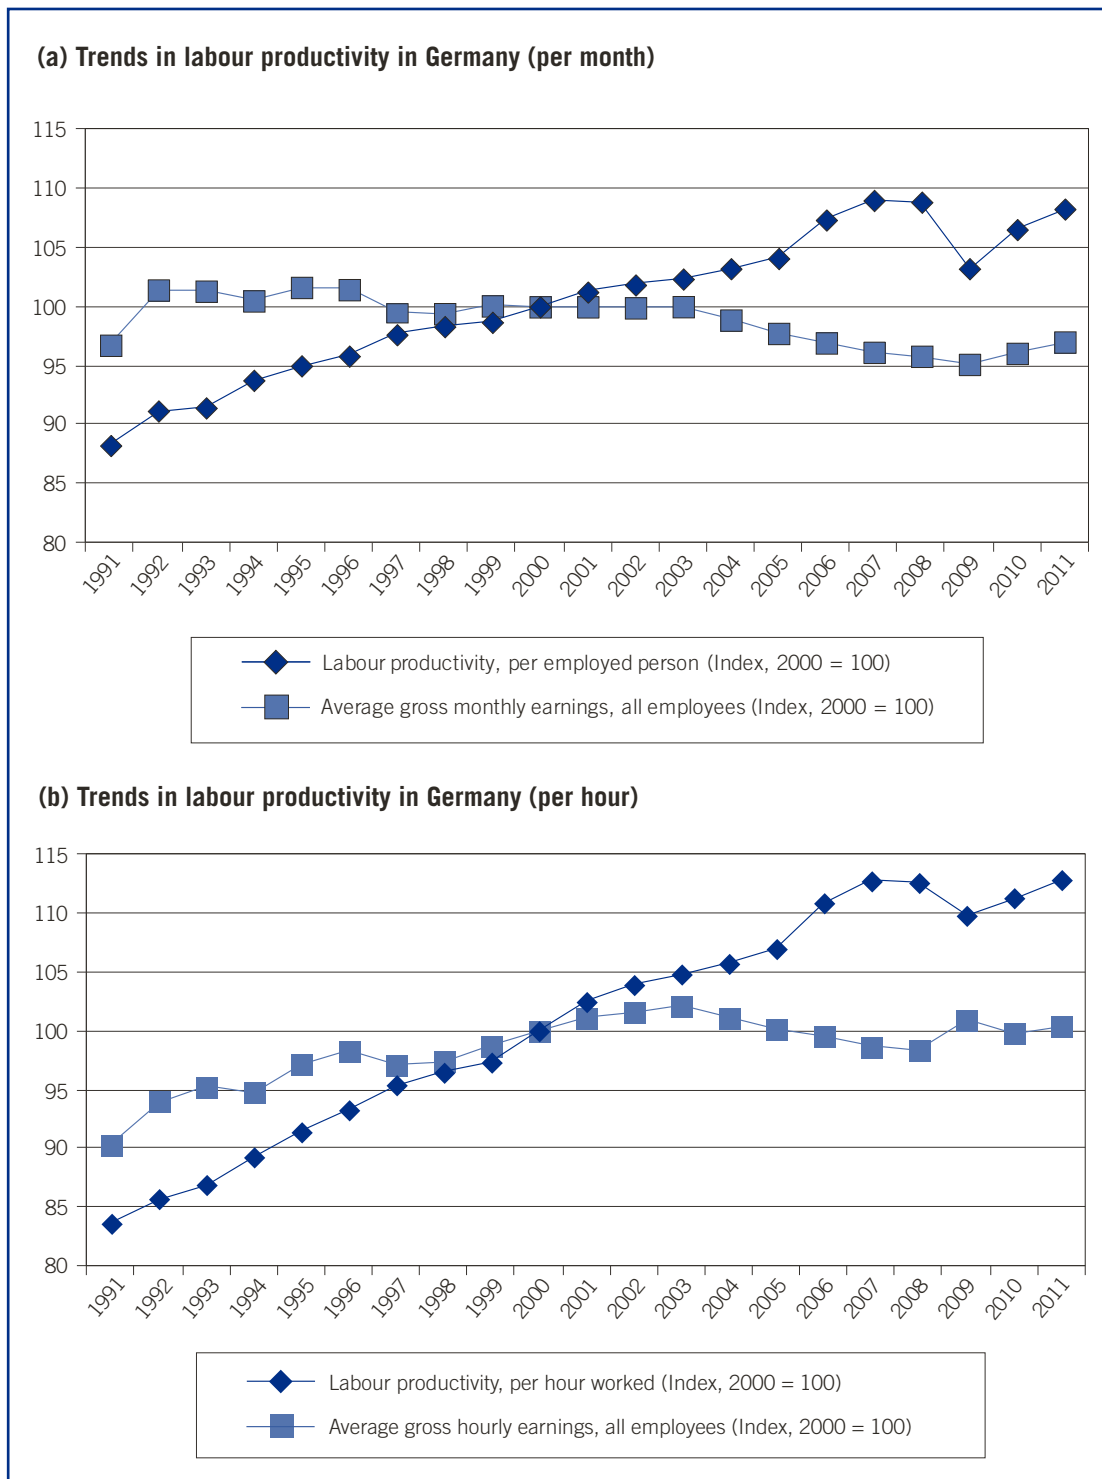 (a) Trends in labour productivity in Germany (per month)
115
110
105
100
95
90
85
80
1991 1992 1993 1994 1995 1996 1997 1998 1999 2000 2001 2002 2003 2004 2005 2006 2007 2008 2009 2010 2011
Labour productivity, per employed person (Index, 2000 = 100)
Average gross monthly earnings, all employees (Index, 2000 = 100)
(b) Trends in labour productivity in Germany (per hour)
115
110
105
100
95
90
85
80
1991 1992 1993 1994 1995 1996 1997 1998 1999 2000 2001 2002 2003 2004 2005 2006 2007 2008 2009 2010 2011
Labour productivity, per hour worked (Index, 2000 = 100)
Average gross hourly earnings, all employees (Index, 2000 = 100)